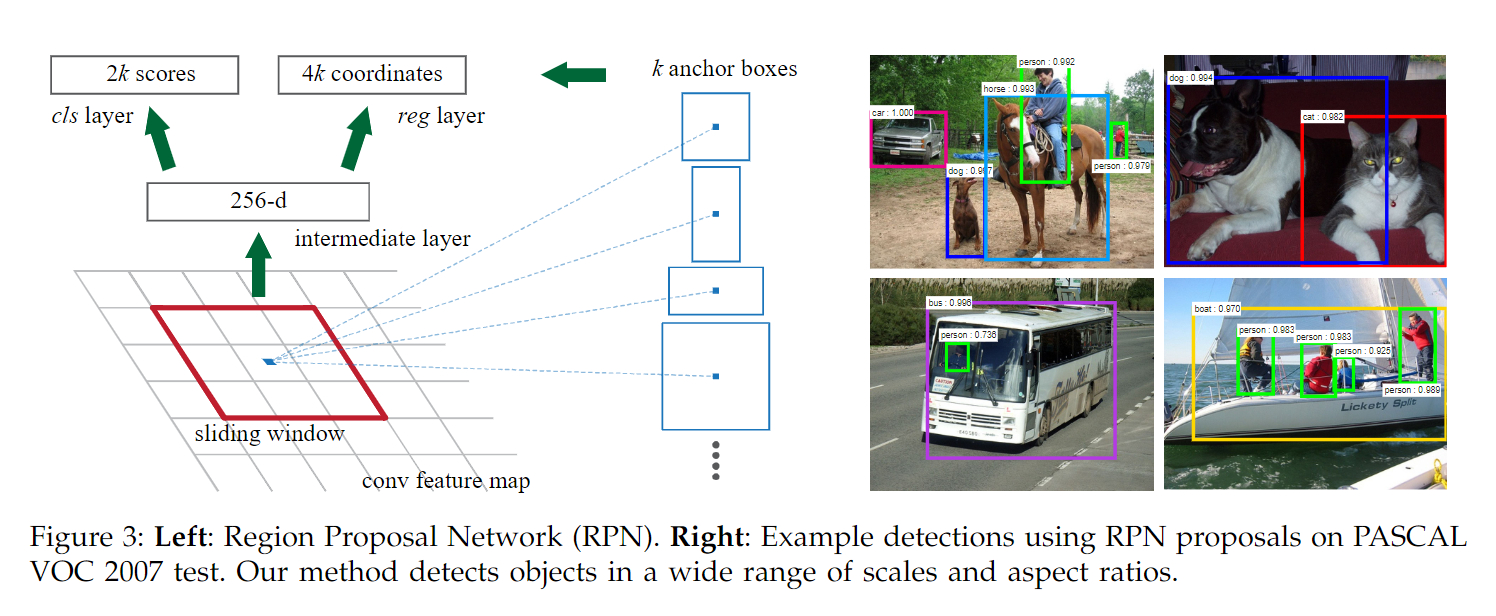 2k scores
4k coordinates
k anchor boxes
cls layer
reg layer
256-d
intermediate layer
sliding window
conv feature map
person : 0.992
horse : 0.993
car : 1.000
dog : 0.997
person : 0.979
dog : 0.994
cat : 0.982
bus : 0.996
person : 0.736
boat : 0.970
person : 0.983
person : 0.983
person : 0.925
person : 0.989
Lickety Split
Figure 3: Left: Region Proposal Network (RPN). Right: Example detections using RPN proposals on PASCAL
VOC 2007 test. Our method detects objects in a wide range of scales and aspect ratios.